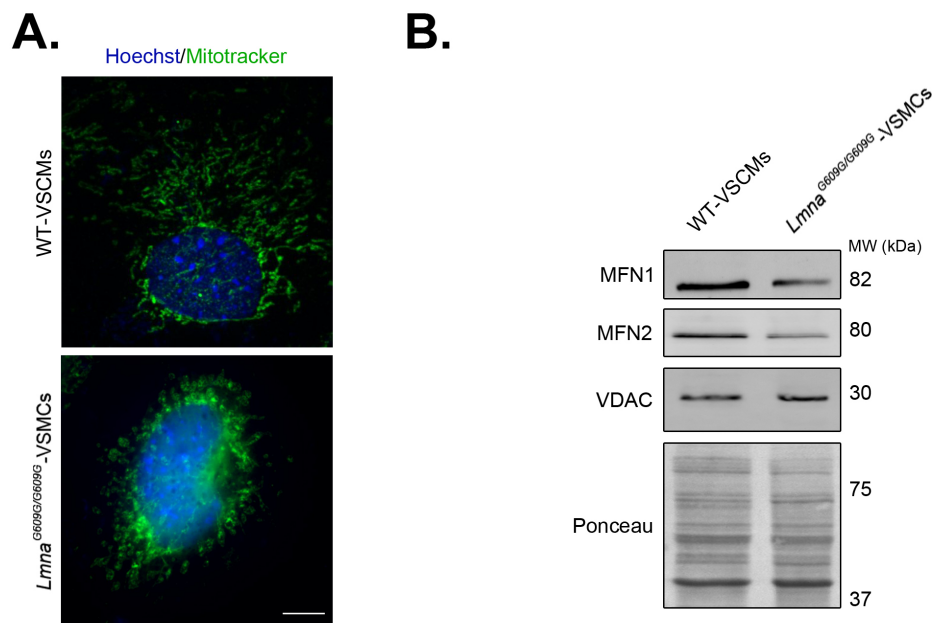 A.
Hoechst/Mitotracker
WT-VSCMs
Lmna G609G/G609G-VSMCs
B.
WT-VSCMs
Lmna G609G/G609G-VSMCs
MW (kDa)
MFN1
82
MFN2
80
VDAC
30
Ponceau
75
37